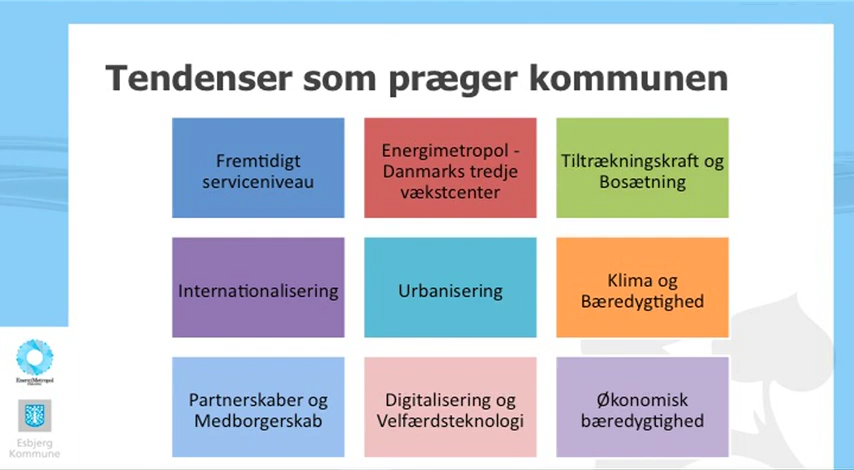 Tendenser som præger kommunen
Fremtidigt
serviceniveau
Energimetropol -
Danmarks tredje
vækstcenter
Tiltrækningskraft og
Bosætning
Internationalisering
Urbanisering
Klima og
Bæredygtighed
Partnerskaber og
Medborgerskab
Digitalisering og
Velfærdsteknologi
Økonomisk
bæredygtighed
EnergiMetropol
Esbjerg
Kommune